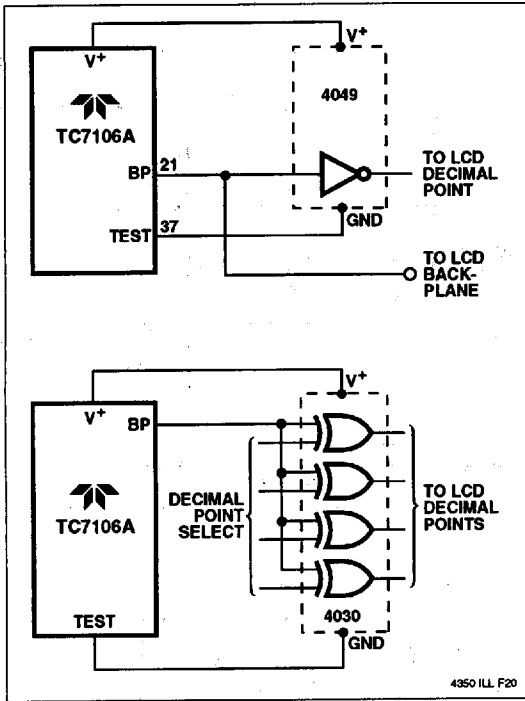 V+
V+
4049
TC7106A
BP
21
TO LCD
DECIMAL
POINT
TEST
37
GND
TO LCD
BACK-
PLANE
V+
V+
BP
TC7106A
DECIMAL
POINT
SELECT
TO LCD
DECIMAL
POINTS
TEST
4030
GND
4350 ILL F20